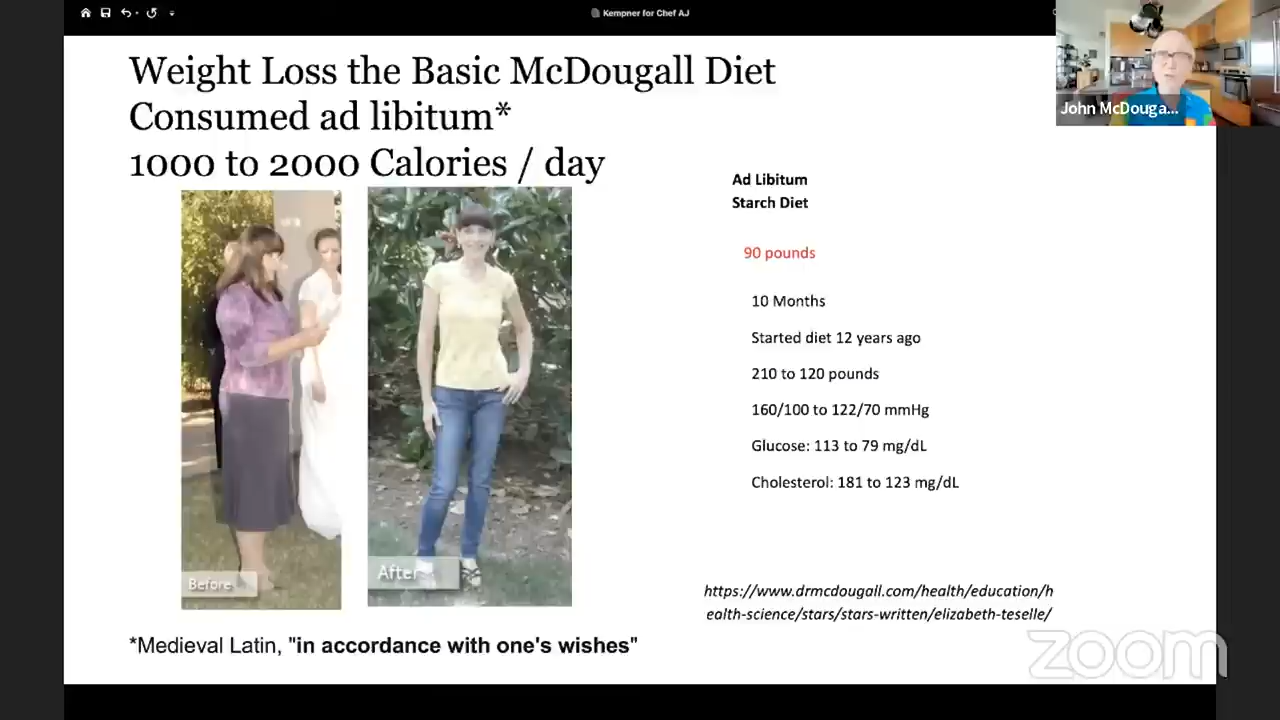 Kempner for Chef AJ
John McDouga...
Weight Loss the Basic McDougall Diet
Consumed ad libitum*
1000 to 2000 Calories / day
Ad Libitum
Starch Diet
90 pounds
10 Months
Started diet 12 years ago
210 to 120 pounds
160/100 to 122/70 mmHg
Glucose: 113 to 79 mg/dL
Cholesterol: 181 to 123 mg/dL
Before
After
https://www.drmcdougall.com/health/education/h
ealth-science/stars/stars-written/elizabeth-teselle/
*Medieval Latin, "in accordance with one's wishes"
zoom